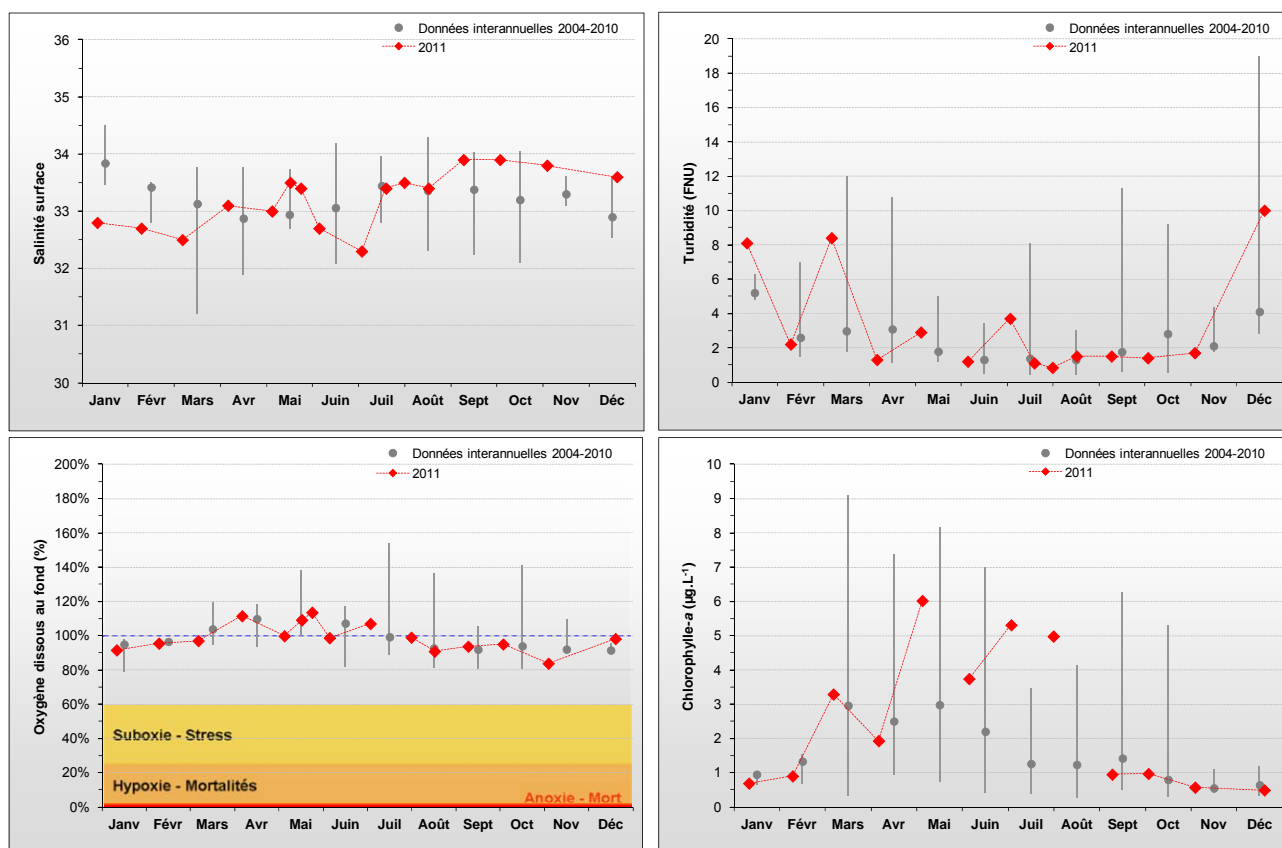 Données interannuelles 2004-2010
2011
Salinité surface
36
35
34
33
32
31
30
Janv Févr Mars Avr Mai Juin Juil Août Sept Oct Nov Déc
Données interannuelles 2004-2010
2011
Turbidité (FNU)
20
18
16
14
12
10
8
6
4
2
0
Janv Févr Mars Avr Mai Juin Juil Août Sept Oct Nov Déc
Données interannuelles 2004-2010
2011
Oxygène dissous au fond (%)
200%
180%
160%
140%
120%
100%
80%
60%
40%
20%
0%
Suboxie - Stress
Hypoxie - Mortalités
Anoxie - Mort
Janv Févr Mars Avr Mai Juin Juil Août Sept Oct Nov Déc
Données interannuelles 2004-2010
2011
Chlorophylle-a (µg.L⁻¹)
10
9
8
7
6
5
4
3
2
1
0
Janv Févr Mars Avr Mai Juin Juil Août Sept Oct Nov Déc